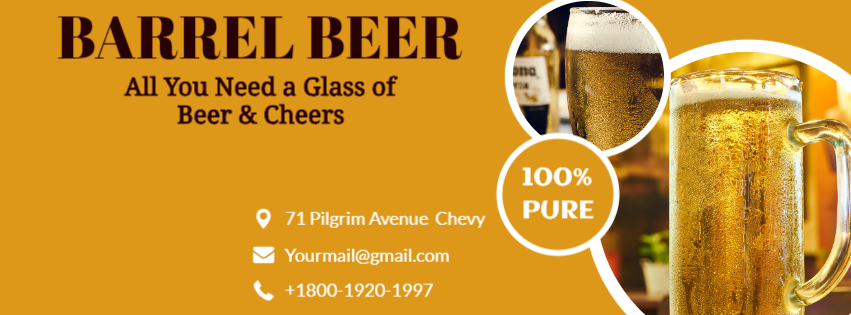 BARREL BEER
All You Need a Glass of
Beer & Cheers
100%
PURE
71 Pilgrim Avenue Chevy
Yourmail@gmail.com
+1800-1920-1997